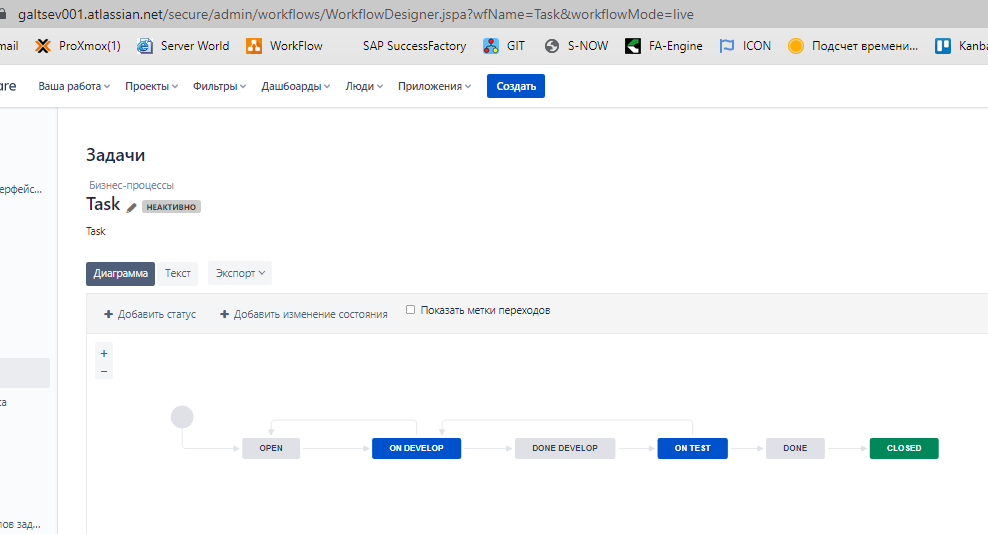 galtsev001.atlassian.net/secure/admin/workflows/WorkflowDesigner.jspa?wfName=Task&workflowMode=live
mail ProXmox(1) Server World WorkFlow SAP SuccessFactory GIT S-NOW FA-Engine ICON Подсчет времени... Kanba
are Ваша работа Проекты Фильтры Дашбоарды Люди Приложения Создать
Задачи
ерфейс... Бизнес-процессы
Task НЕАКТИВНО
Task
Диаграмма Текст Экспорт
+ Добавить статус + Добавить изменение состояния Показать метки переходов
+
−
та
OPEN ON DEVELOP DONE DEVELOP ON TEST DONE CLOSED
лов зад...